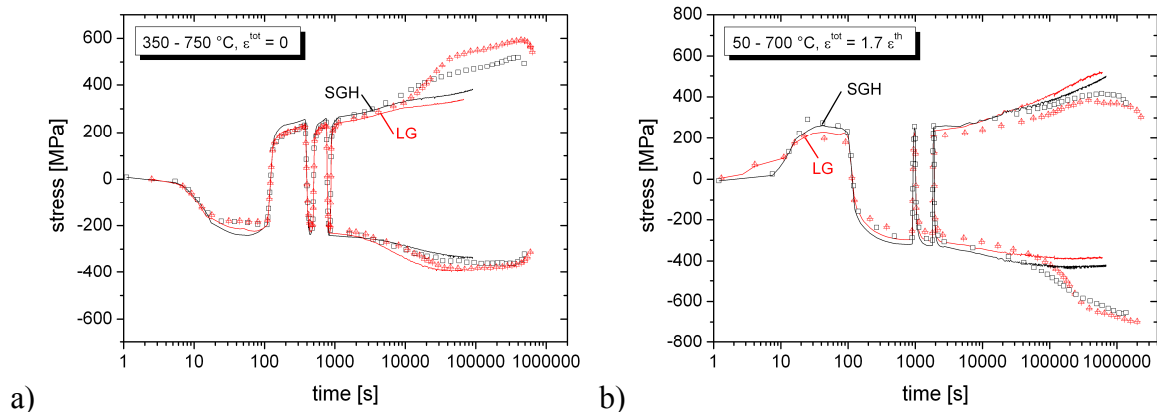 350 - 750 °C, ε^tot = 0
SGH
LG
stress [MPa]
600
400
200
0
-200
-400
-600
1
10
100
1000
10000
100000
1000000
time [s]
a)
50 - 700 °C, ε^tot = 1.7 ε^th
SGH
LG
stress [MPa]
800
600
400
200
0
-200
-400
-600
-800
1
10
100
1000
10000
100000
1000000
time [s]
b)